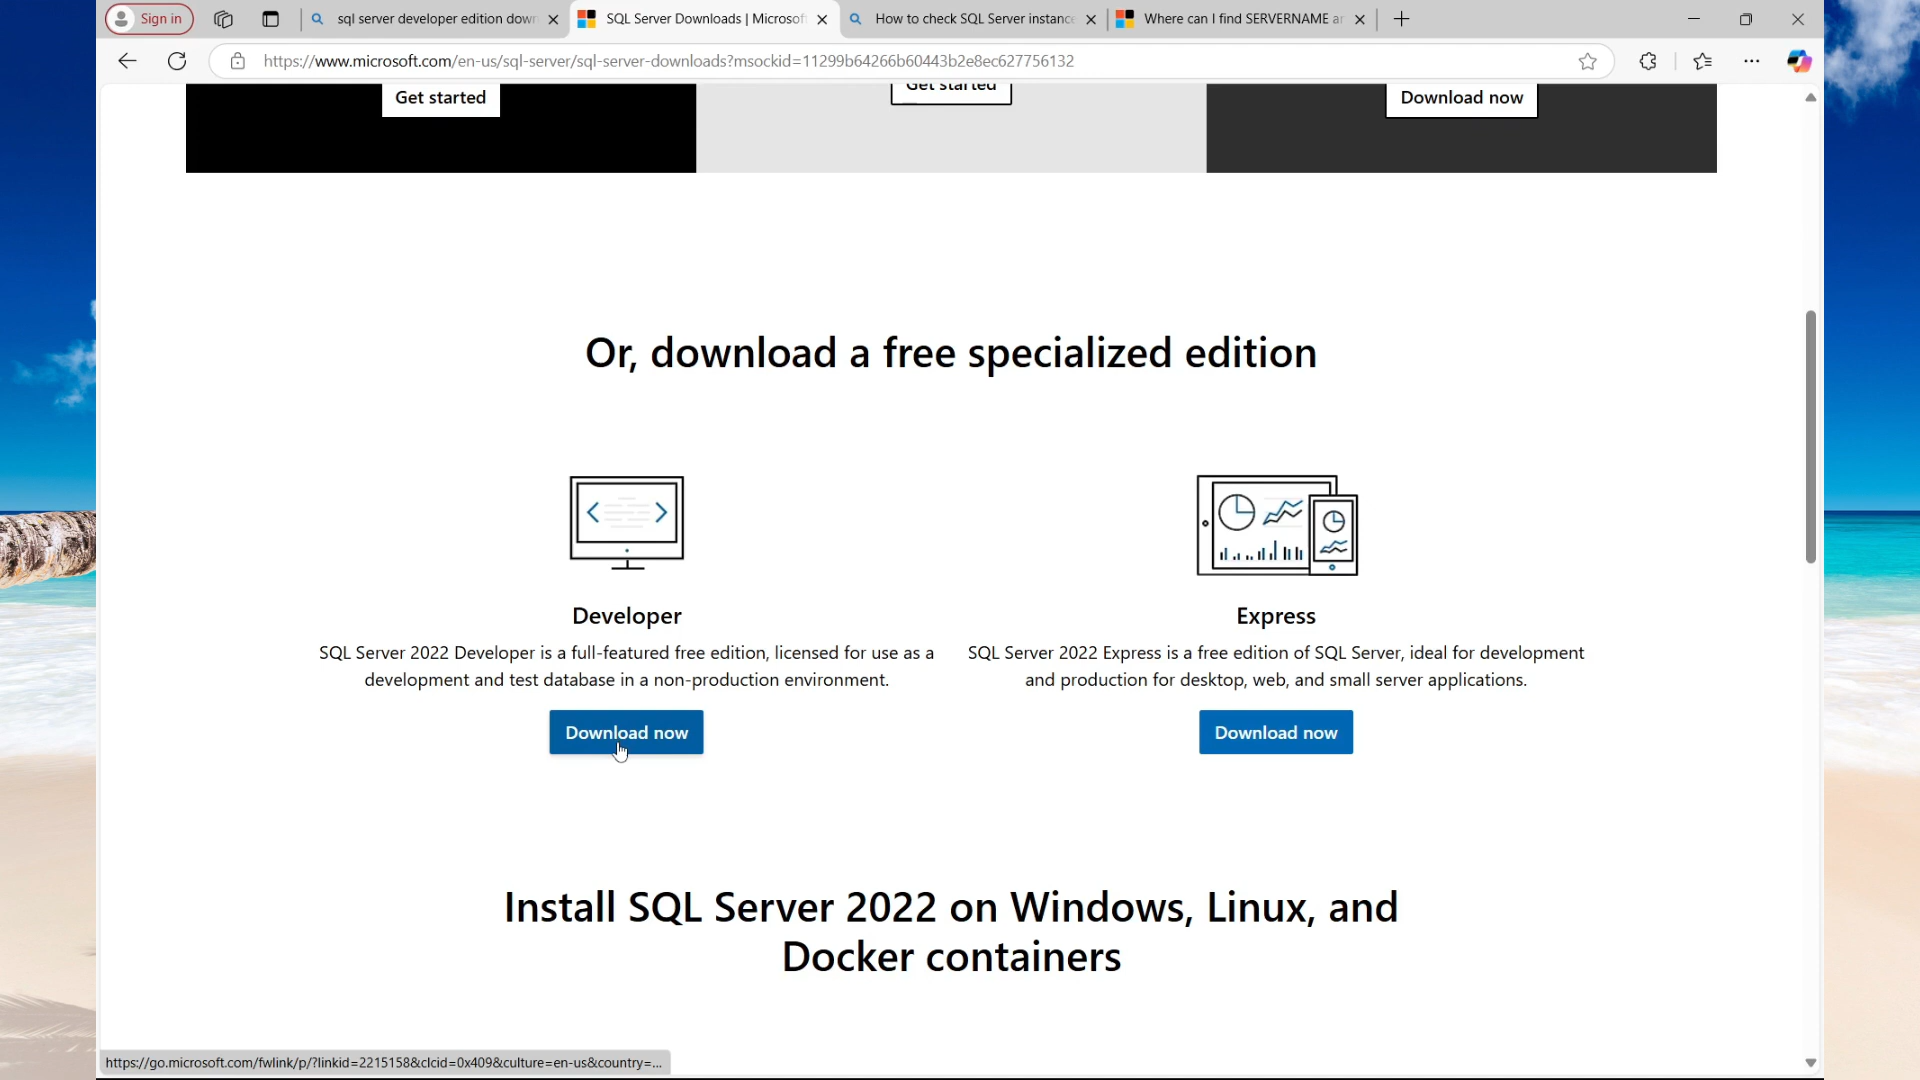 Sign in
sql server developer edition down
SQL Server Downloads | Microsof
How to check SQL Server instance
Where can I find SERVERNAME an
https://www.microsoft.com/en-us/sql-server/sql-server-downloads?msockid=11299b64266b60443b2e8ec627756132
Get started
Get started
Download now
Or, download a free specialized edition
Developer
SQL Server 2022 Developer is a full-featured free edition, licensed for use as a
development and test database in a non-production environment.
Download now
Express
SQL Server 2022 Express is a free edition of SQL Server, ideal for development
and production for desktop, web, and small server applications.
Download now
Install SQL Server 2022 on Windows, Linux, and
Docker containers
https://go.microsoft.com/fwlink/p/?linkid=2215158&clcid=0x409&culture=en-us&country=...